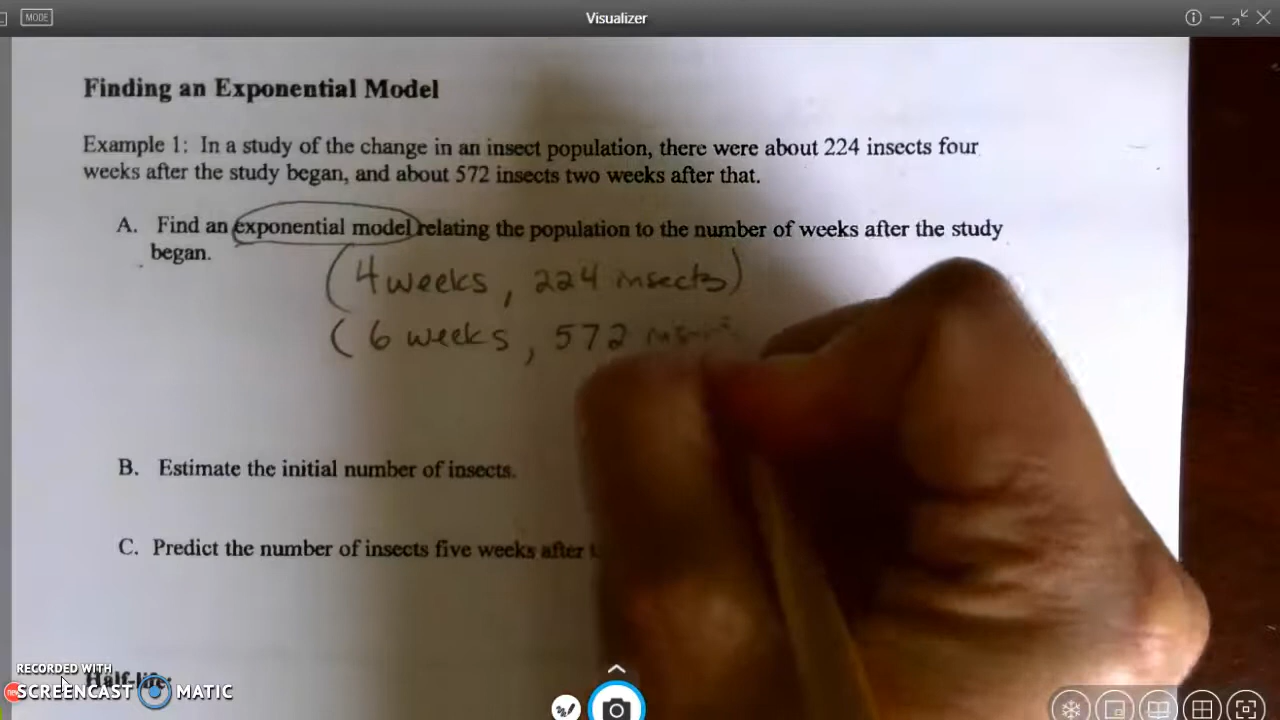 MODE
Visualizer
Finding an Exponential Model
Example 1: In a study of the change in an insect population, there were about 224 insects four
weeks after the study began, and about 572 insects two weeks after that.
A. Find an exponential model relating the population to the number of weeks after the study
began.
(4 weeks, 224 insects)
(6 weeks, 572
B. Estimate the initial number of insects.
C. Predict the number of insects five weeks after
Half-life:
RECORDED WITH
SCREENCAST MATIC